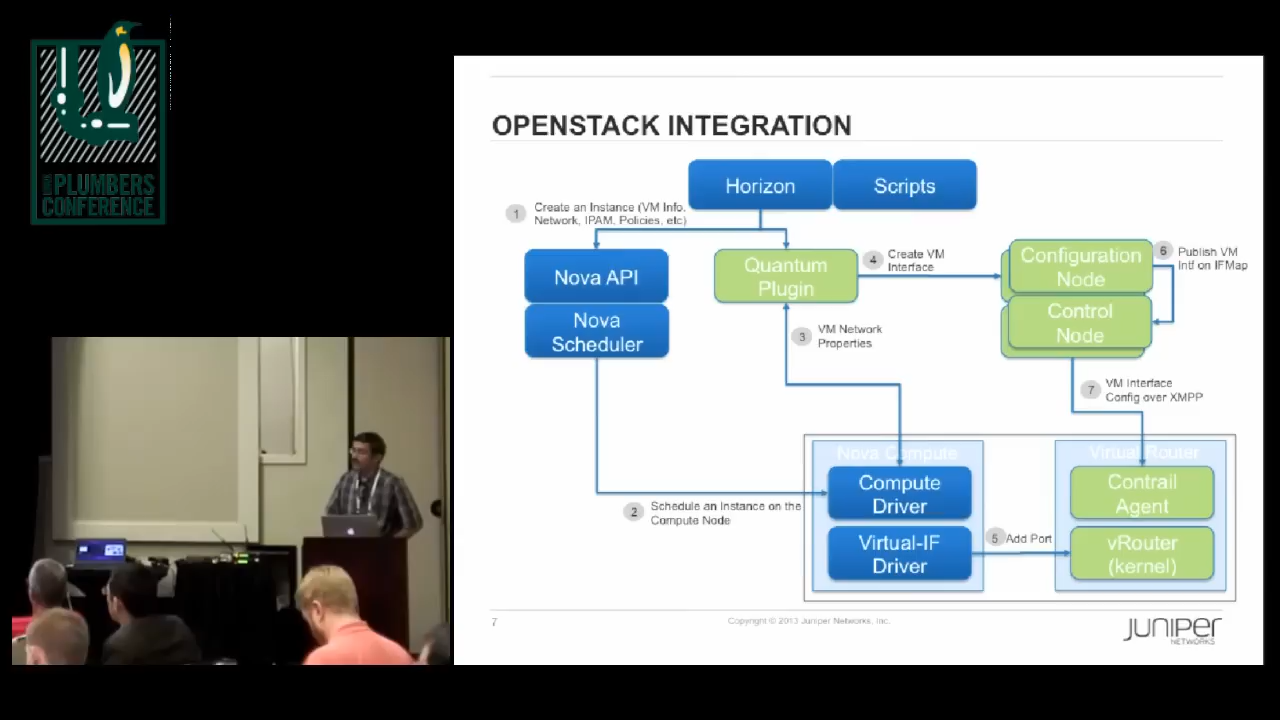 PLUMBERS
CONFERENCE
OPENSTACK INTEGRATION
Horizon
Scripts
1
Create an Instance (VM Info,
Network, IPAM, Policies, etc)
Nova API
Nova
Scheduler
Quantum
Plugin
4
Create VM
Interface
Configuration
Node
Control
Node
6
Publish VM
Intf on IFMap
3
VM Network
Properties
7
VM Interface
Config over XMPP
2
Schedule an Instance on the
Compute Node
Nova Compute
Compute
Driver
Virtual-IF
Driver
5
Add Port
Virtual Router
Contrail
Agent
vRouter
(kernel)
7
Copyright © 2013 Juniper Networks, Inc.
JUNIPER
NETWORKS